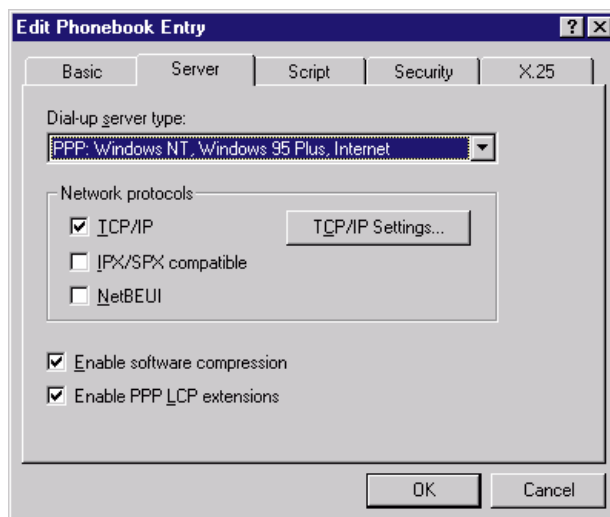 Edit Phonebook Entry
Basic Server Script Security X.25
Dial-up server type:
PPP: Windows NT, Windows 95 Plus, Internet
Network protocols
TCP/IP TCP/IP Settings...
IPX/SPX compatible
NetBEUI
Enable software compression
Enable PPP LCP extensions
OK Cancel